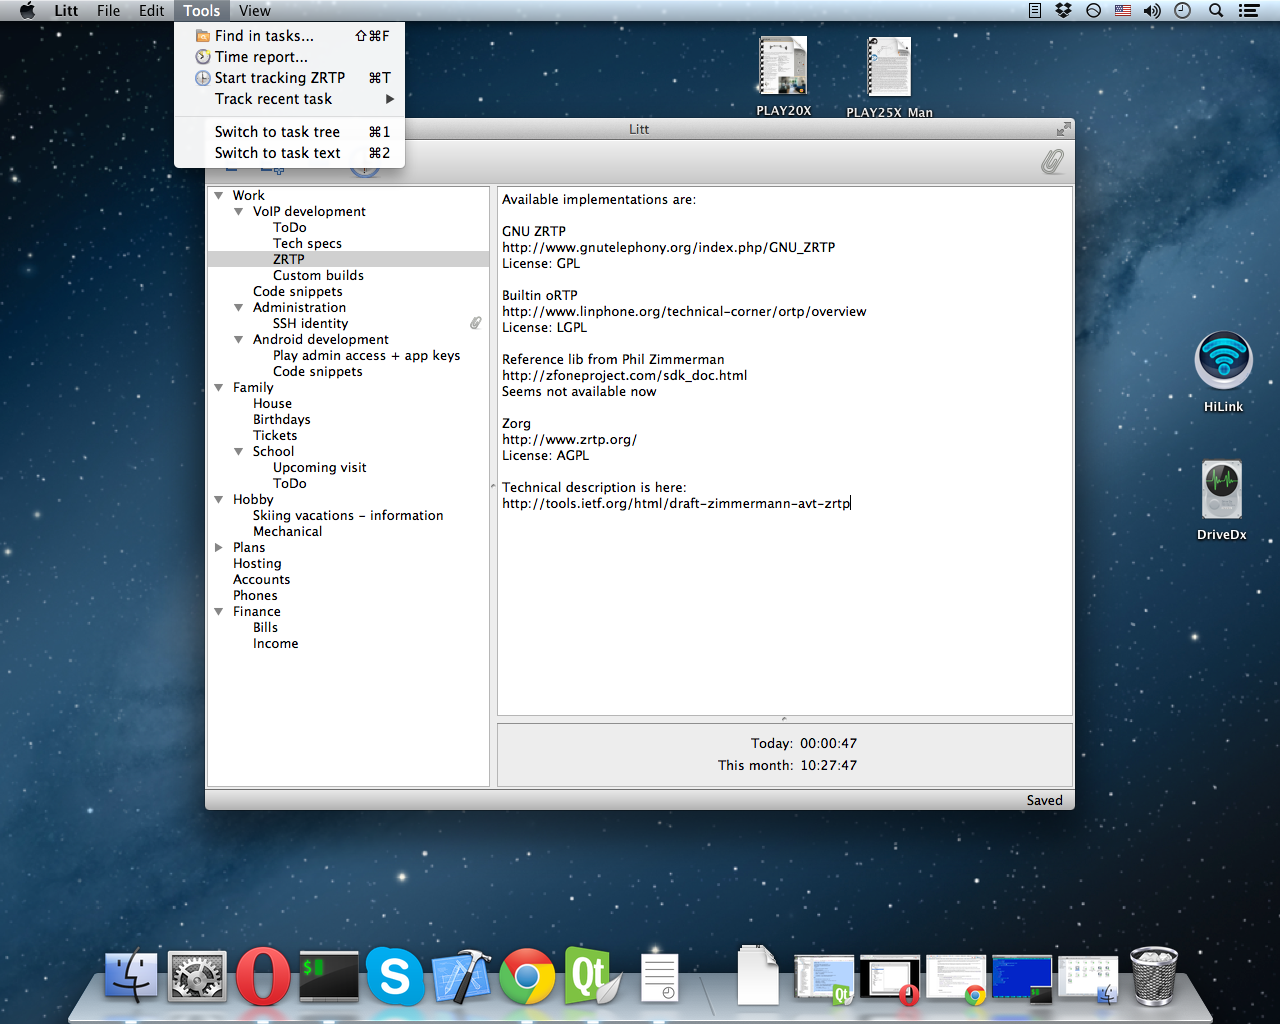 Litt File Edit Tools View
Find in tasks... ⇧⌘F
Time report...
Start tracking ZRTP ⌘T
Track recent task
Switch to task tree ⌘1
Switch to task text ⌘2
PLAY20X
PLAY25X Man
Litt
Work
VoIP development
ToDo
Tech specs
ZRTP
Custom builds
Code snippets
Administration
SSH identity
Android development
Play admin access + app keys
Code snippets
Family
House
Birthdays
Tickets
School
Upcoming visit
ToDo
Hobby
Skiing vacations - information
Mechanical
Plans
Hosting
Accounts
Phones
Finance
Bills
Income
Available implementations are:
GNU ZRTP
http://www.gnutelephony.org/index.php/GNU_ZRTP
License: GPL
Builtin oRTP
http://www.linphone.org/technical-corner/ortp/overview
License: LGPL
Reference lib from Phil Zimmerman
http://zfoneproject.com/sdk_doc.html
Seems not available now
Zorg
http://www.zrtp.org/
License: AGPL
Technical description is here:
http://tools.ietf.org/html/draft-zimmermann-avt-zrtp
Today: 00:00:47
This month: 10:27:47
Saved
HiLink
DriveDx
$
S
Qt